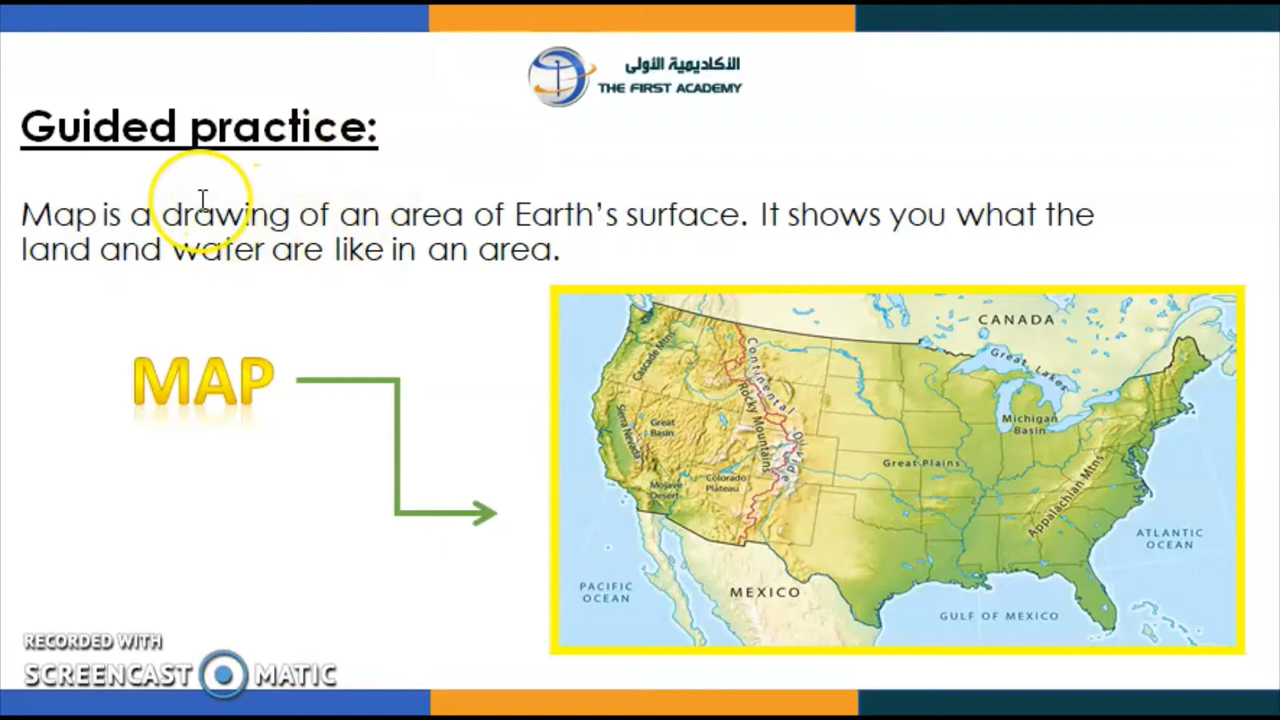 الأكاديمية الأولى
THE FIRST ACADEMY
Guided practice:
Map is a drawing of an area of Earth's surface. It shows you what the
land and water are like in an area.
MAP
CANADA
Great Lakes
Cascade Mtns
Continental Divide
Rocky Mountains
Sierra Nevada
Great
Basin
Michigan
Basin
Great Plains
Mojave
Desert
Colorado
Plateau
Appalachian Mtns
ATLANTIC
OCEAN
PACIFIC
OCEAN
MEXICO
GULF OF MEXICO
RECORDED WITH
SCREENCAST MATIC